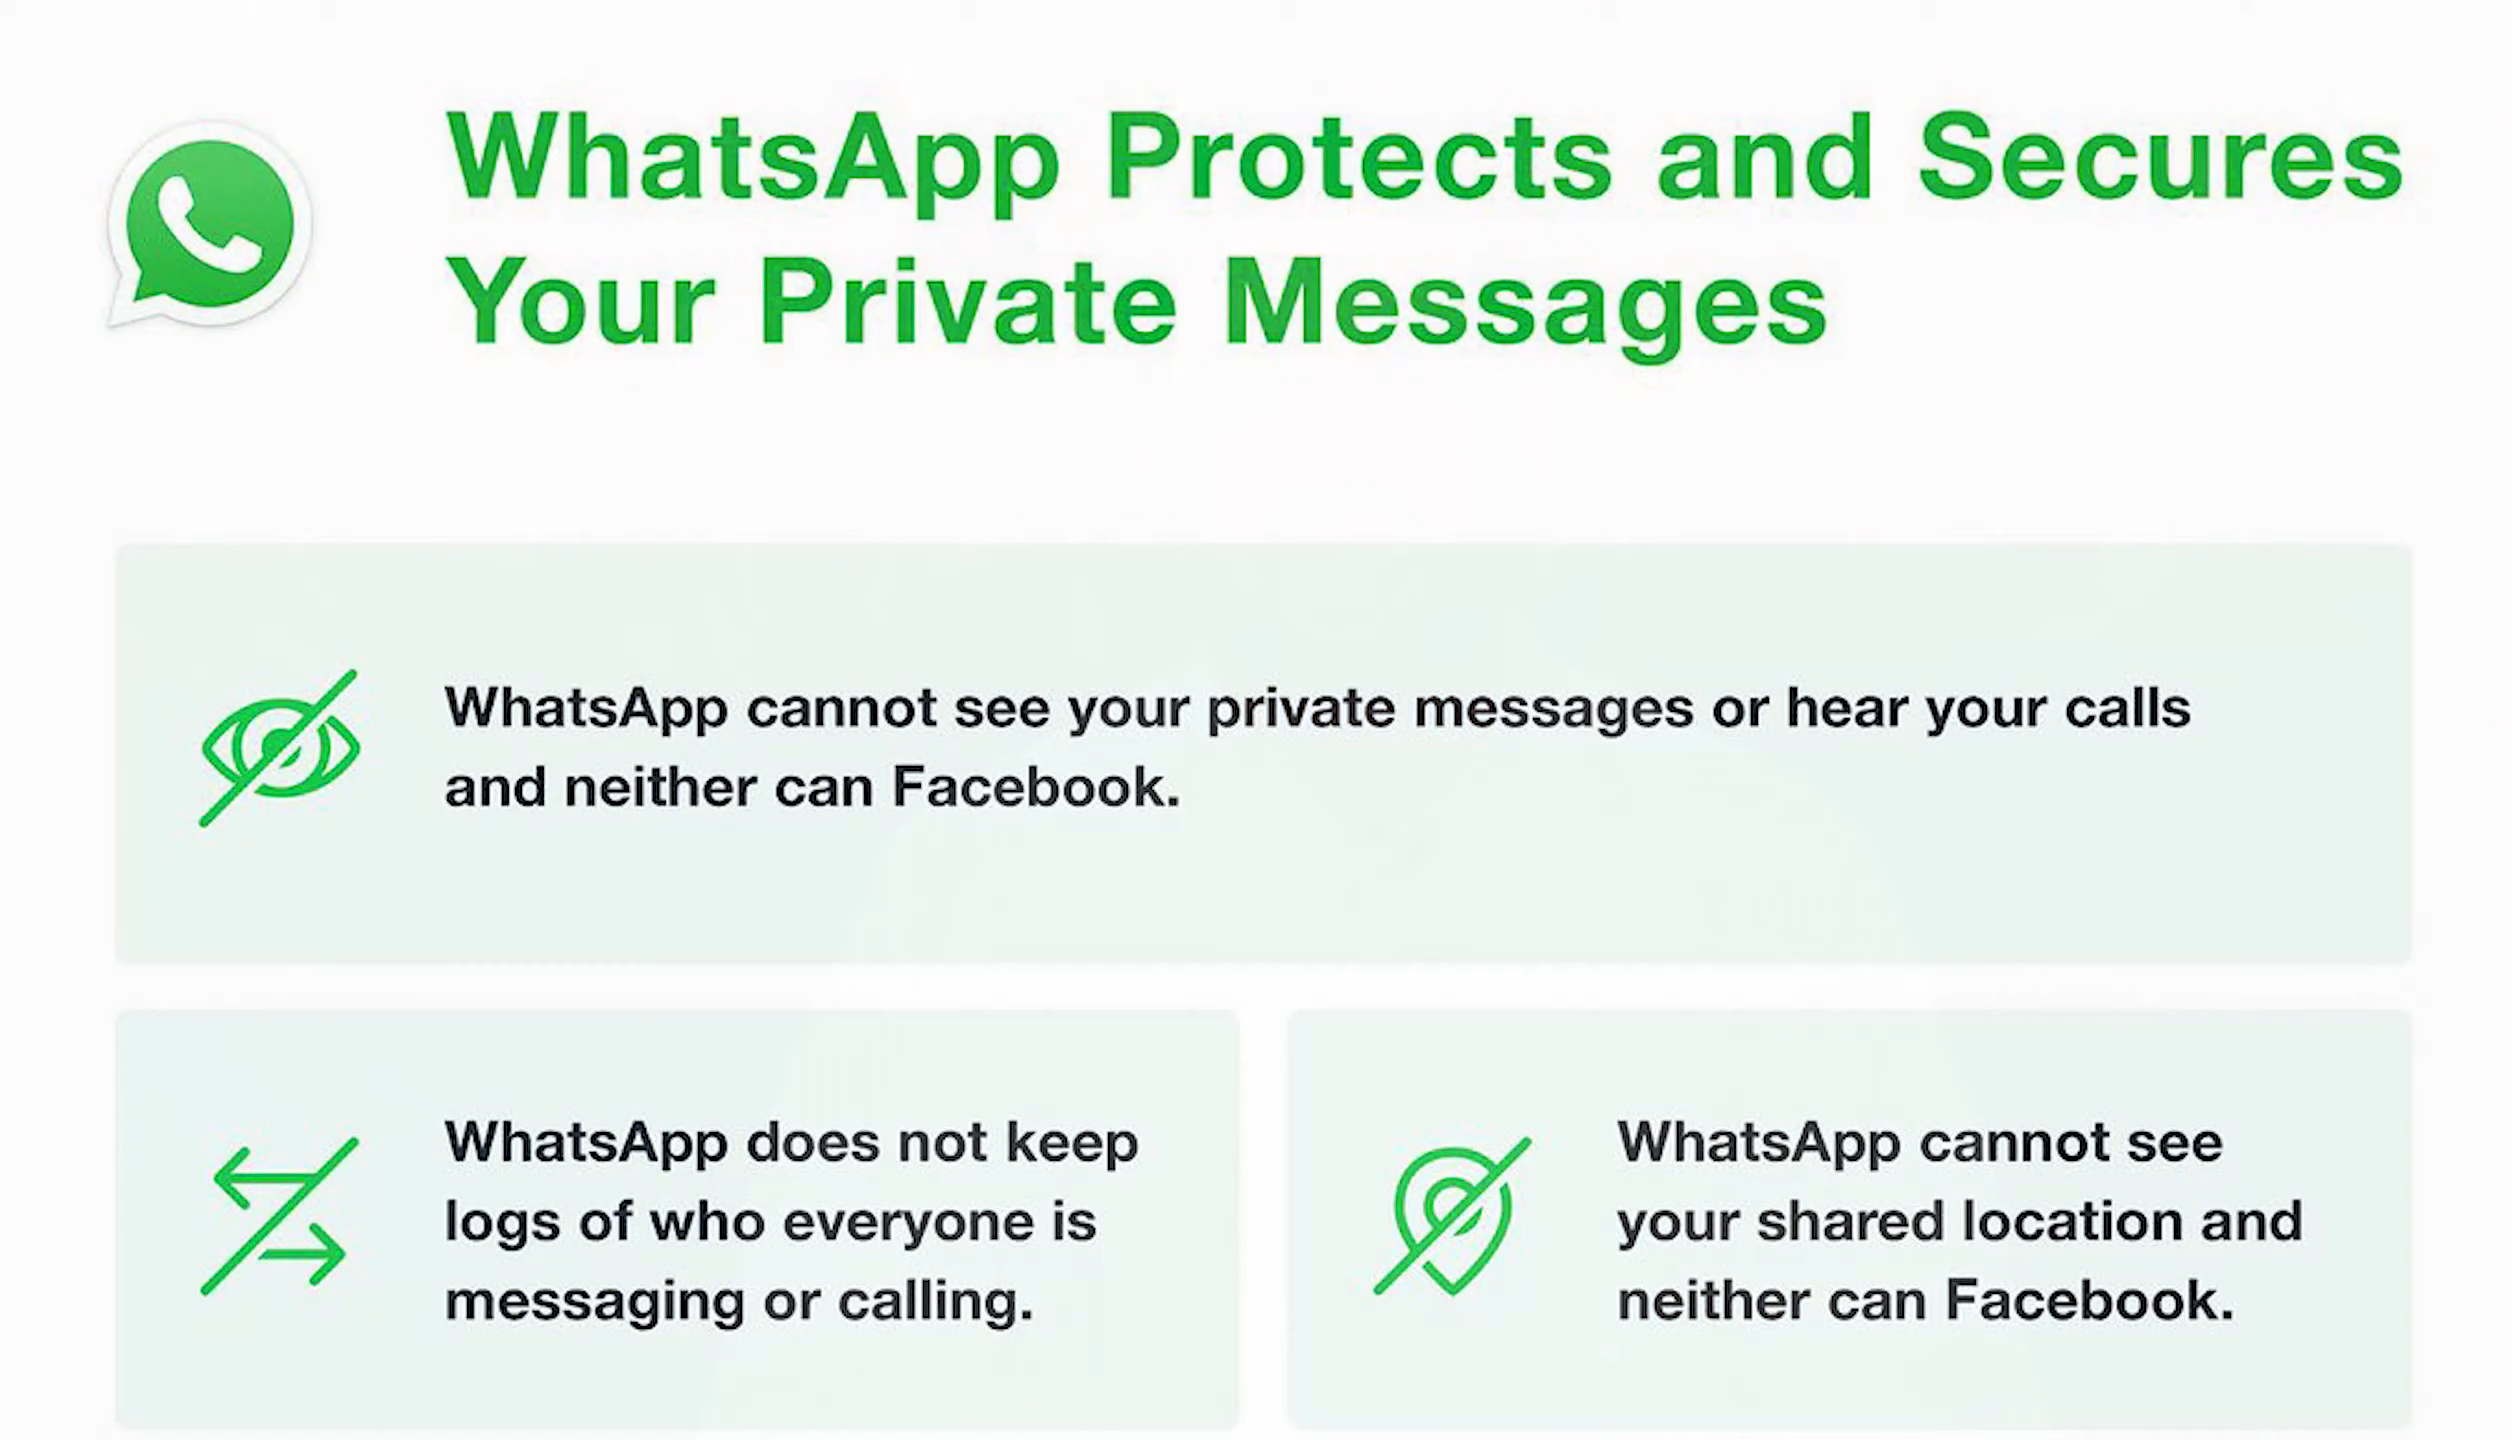 WhatsApp Protects and Secures
Your Private Messages
WhatsApp cannot see your private messages or hear your calls
and neither can Facebook.
WhatsApp does not keep
logs of who everyone is
messaging or calling.
WhatsApp cannot see
your shared location and
neither can Facebook.